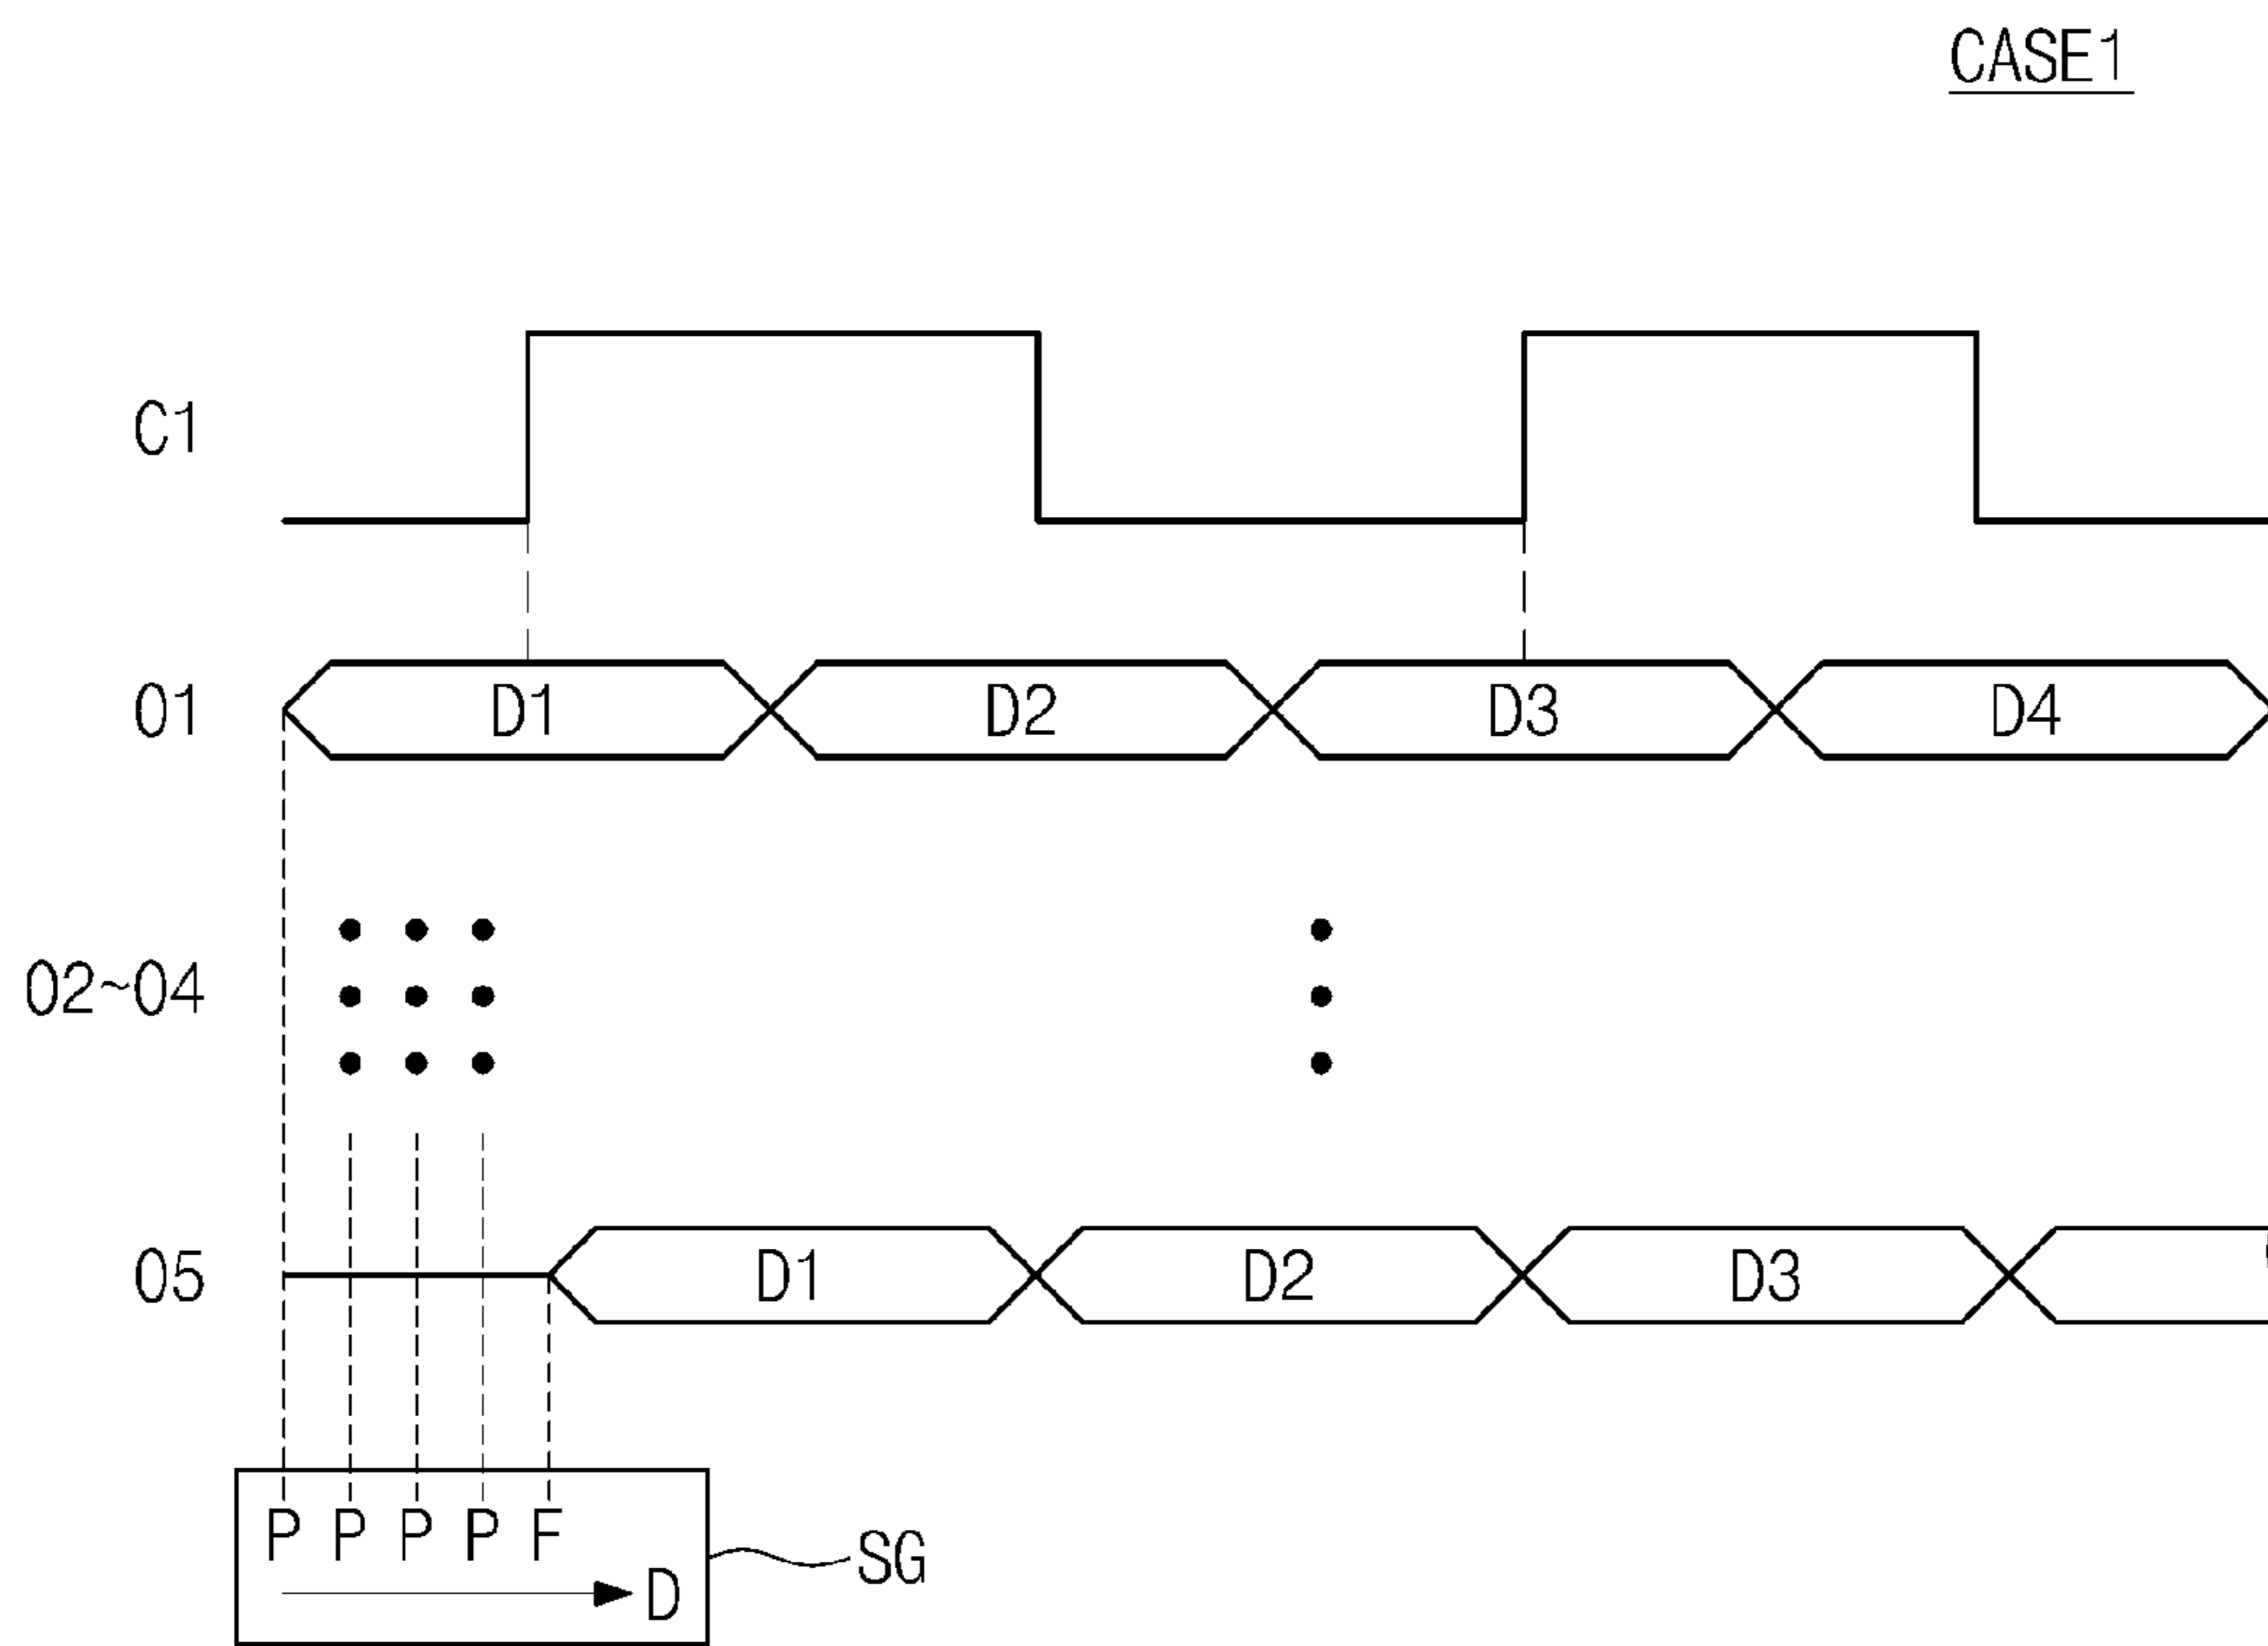 CASE1
C1
O1 D1 D2 D3 D4
O2~O4
O5 D1 D2 D3
P P P P F
D
SG